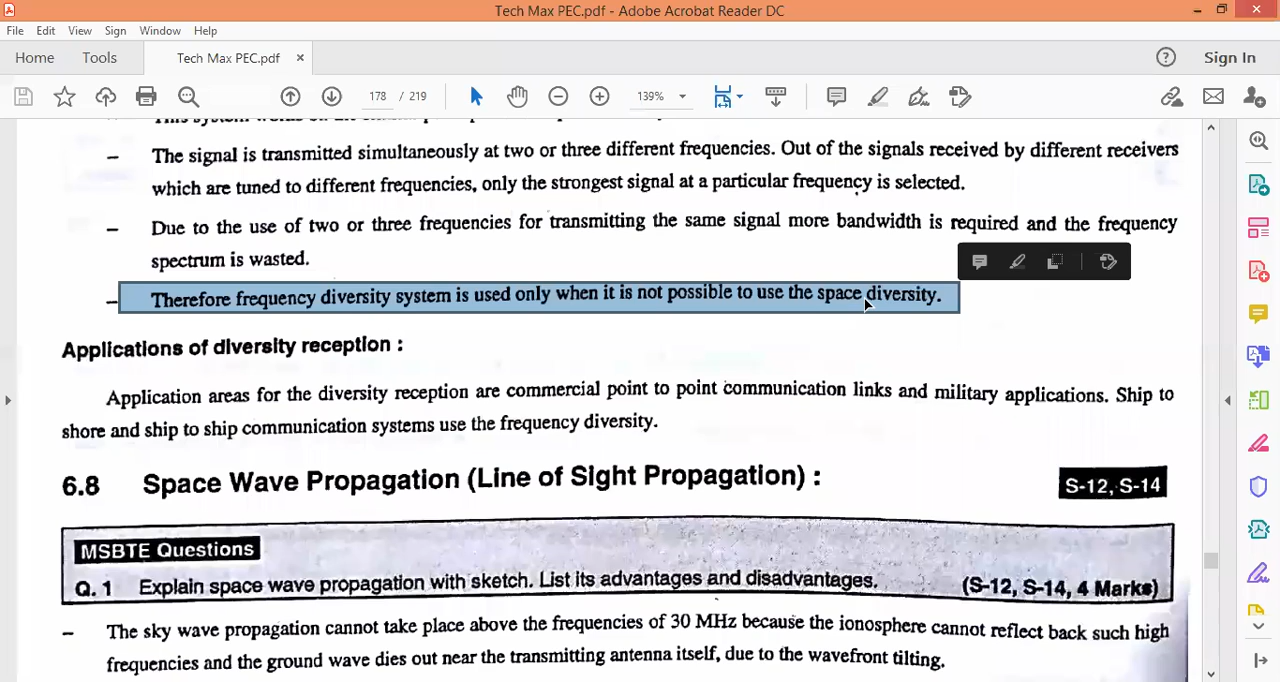 Tech Max PEC.pdf - Adobe Acrobat Reader DC
File Edit View Sign Window Help
Home Tools Tech Max PEC.pdf × Sign In
178 / 219 139%
– The signal is transmitted simultaneously at two or three different frequencies. Out of the signals received by different receivers
which are tuned to different frequencies, only the strongest signal at a particular frequency is selected.
– Due to the use of two or three frequencies for transmitting the same signal more bandwidth is required and the frequency
spectrum is wasted.
– Therefore frequency diversity system is used only when it is not possible to use the space diversity.
Applications of diversity reception :
Application areas for the diversity reception are commercial point to point communication links and military applications. Ship to
shore and ship to ship communication systems use the frequency diversity.
6.8 Space Wave Propagation (Line of Sight Propagation) : S-12, S-14
MSBTE Questions
Q. 1 Explain space wave propagation with sketch. List its advantages and disadvantages. (S-12, S-14, 4 Marks)
– The sky wave propagation cannot take place above the frequencies of 30 MHz because the ionosphere cannot reflect back such high
frequencies and the ground wave dies out near the transmitting antenna itself, due to the wavefront tilting.